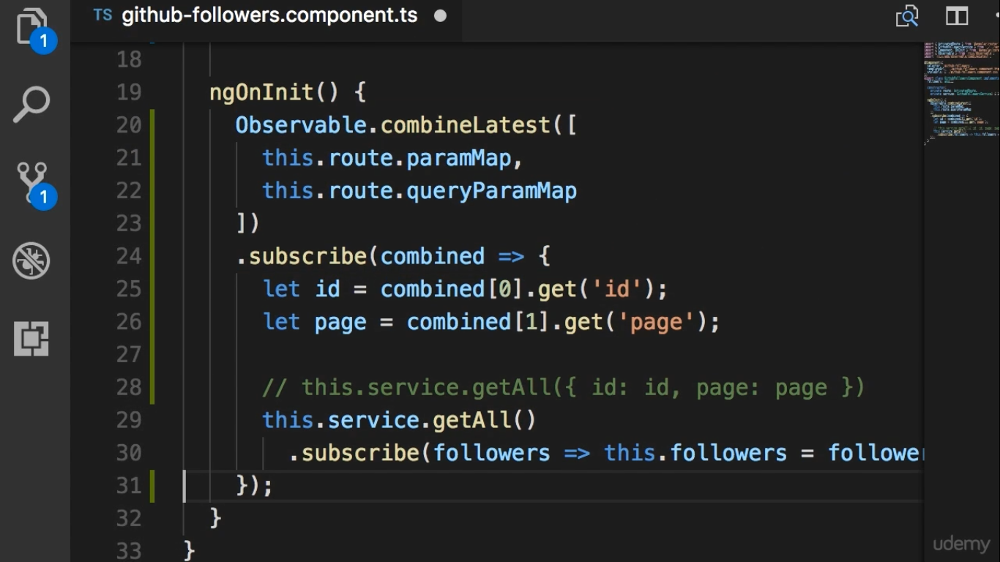 TS github-followers.component.ts
1
18
19 ngOnInit() {
20 Observable.combineLatest([
21 this.route.paramMap,
22 this.route.queryParamMap
1
23 ])
24 .subscribe(combined => {
25 let id = combined[0].get('id');
26 let page = combined[1].get('page');
27
28 // this.service.getAll({ id: id, page: page })
29 this.service.getAll()
30 .subscribe(followers => this.followers = followe
31 });
32 }
33 }
udemy